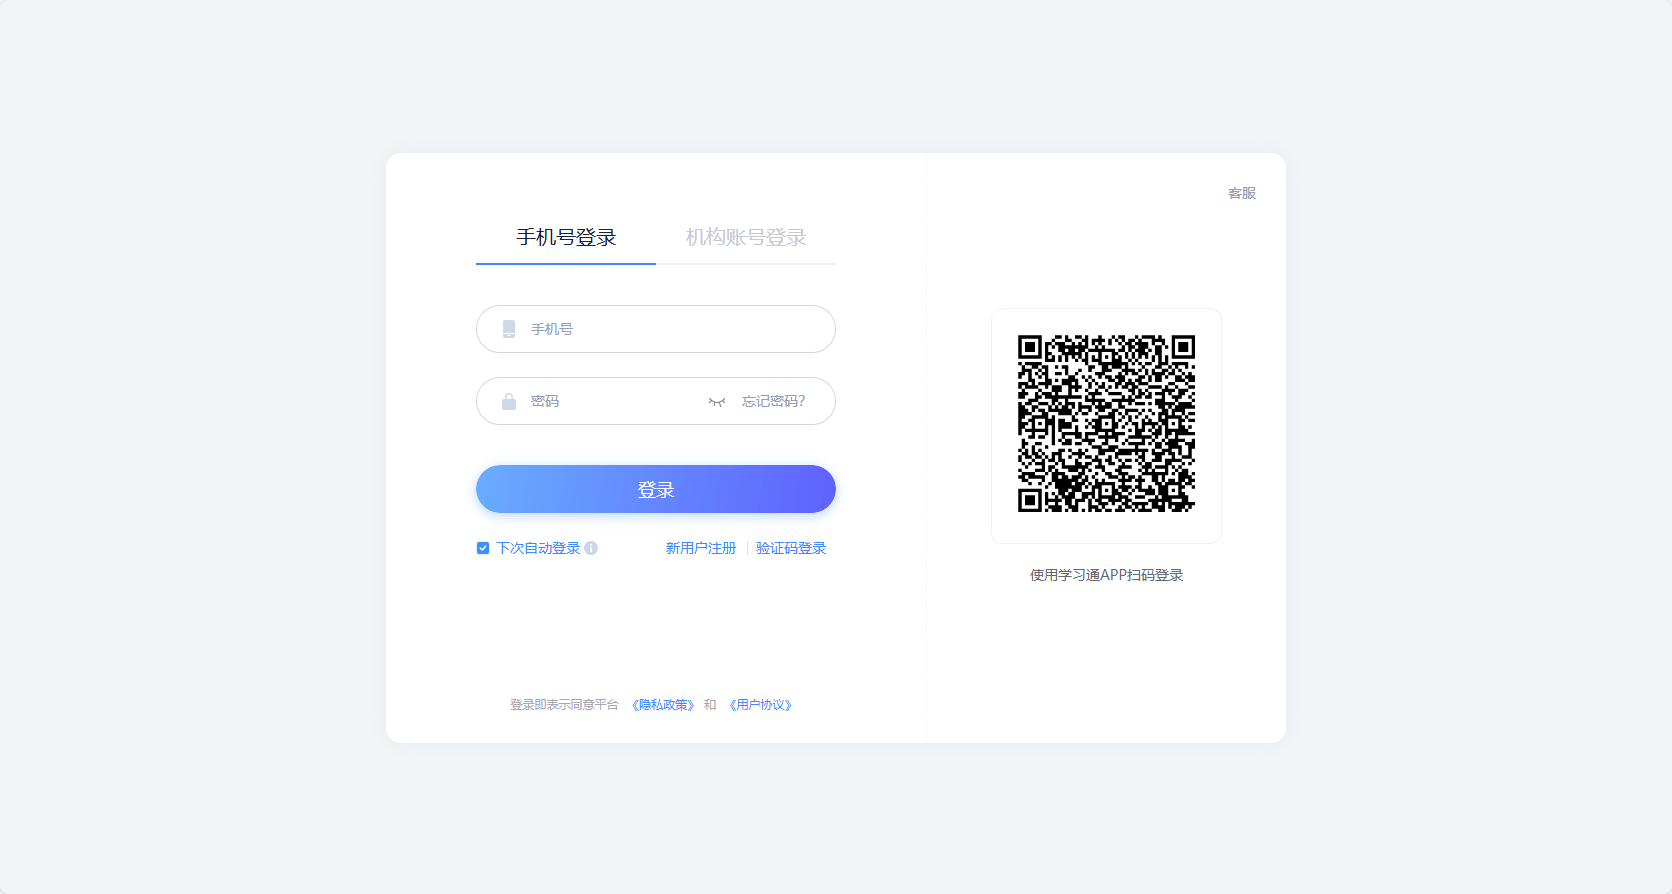 客服
手机号登录 机构账号登录
手机号
密码 忘记密码?
登录
下次自动登录 新用户注册 验证码登录
使用学习通APP扫码登录
登录即表示同意平台 《隐私政策》 和 《用户协议》